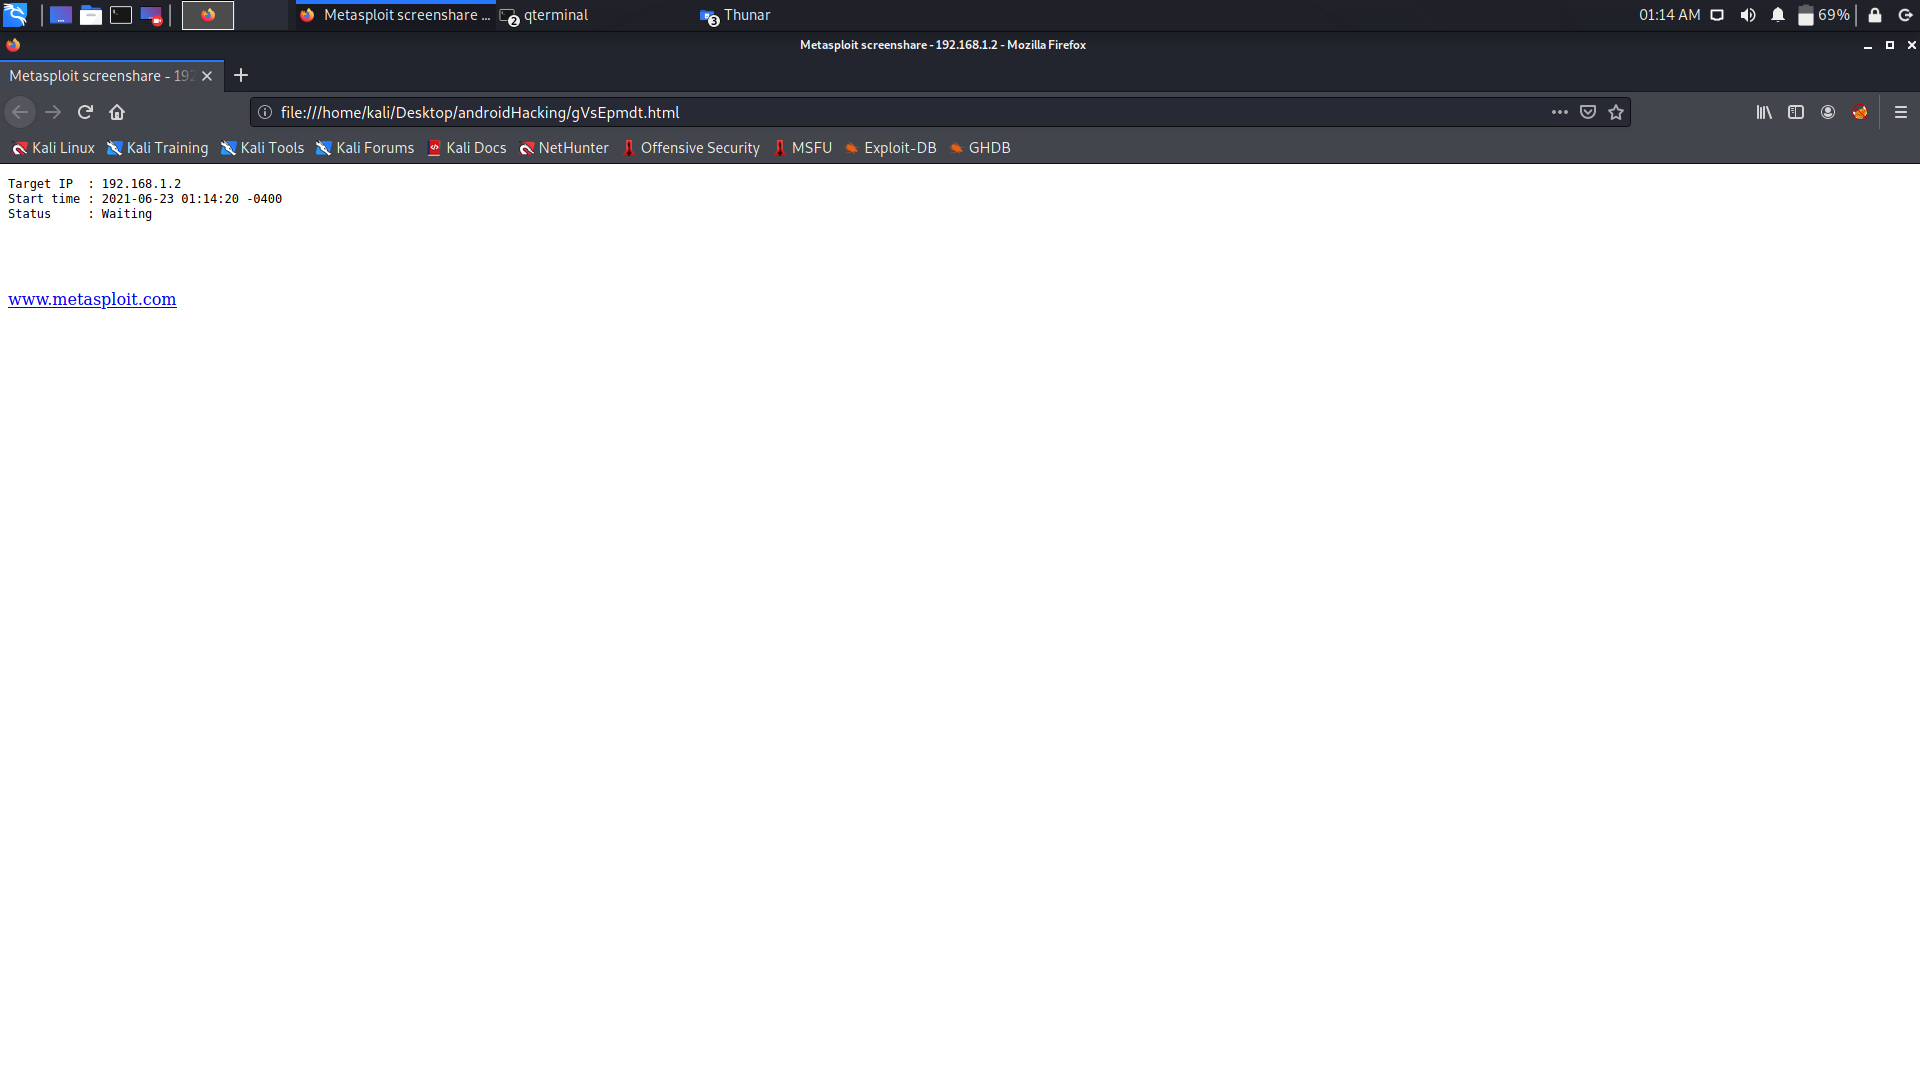 Metasploit screenshare ...
2 qterminal
3 Thunar
01:14 AM
69%
Metasploit screenshare - 192.168.1.2 - Mozilla Firefox
Metasploit screenshare - 192
file:///home/kali/Desktop/androidHacking/gVsEpmdt.html
Kali Linux Kali Training Kali Tools Kali Forums Kali Docs NetHunter Offensive Security MSFU Exploit-DB GHDB
Target IP : 192.168.1.2
Start time : 2021-06-23 01:14:20 -0400
Status : Waiting
www.metasploit.com